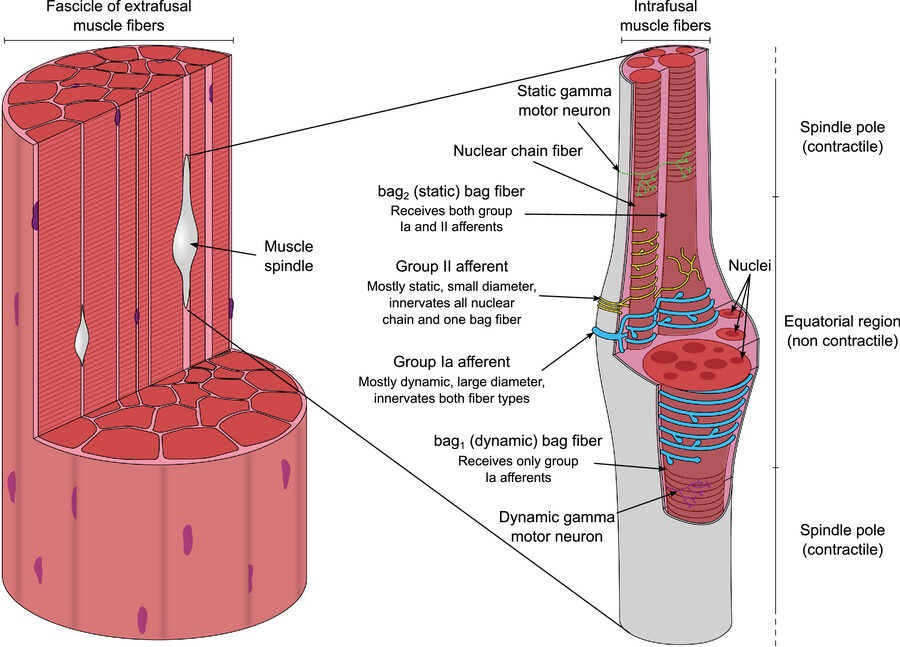 Fascicle of extrafusal
muscle fibers
Muscle
spindle
Intrafusal
muscle fibers
Static gamma
motor neuron
Nuclear chain fiber
bag₂ (static) bag fiber
Receives both group
Ia and II afferents
Group II afferent
Mostly static, small diameter,
innervates all nuclear
chain and one bag fiber
Group Ia afferent
Mostly dynamic, large diameter,
innervates both fiber types
bag₁ (dynamic) bag fiber
Receives only group
Ia afferents
Dynamic gamma
motor neuron
Nuclei
Spindle pole
(contractile)
Equatorial region
(non contractile)
Spindle pole
(contractile)